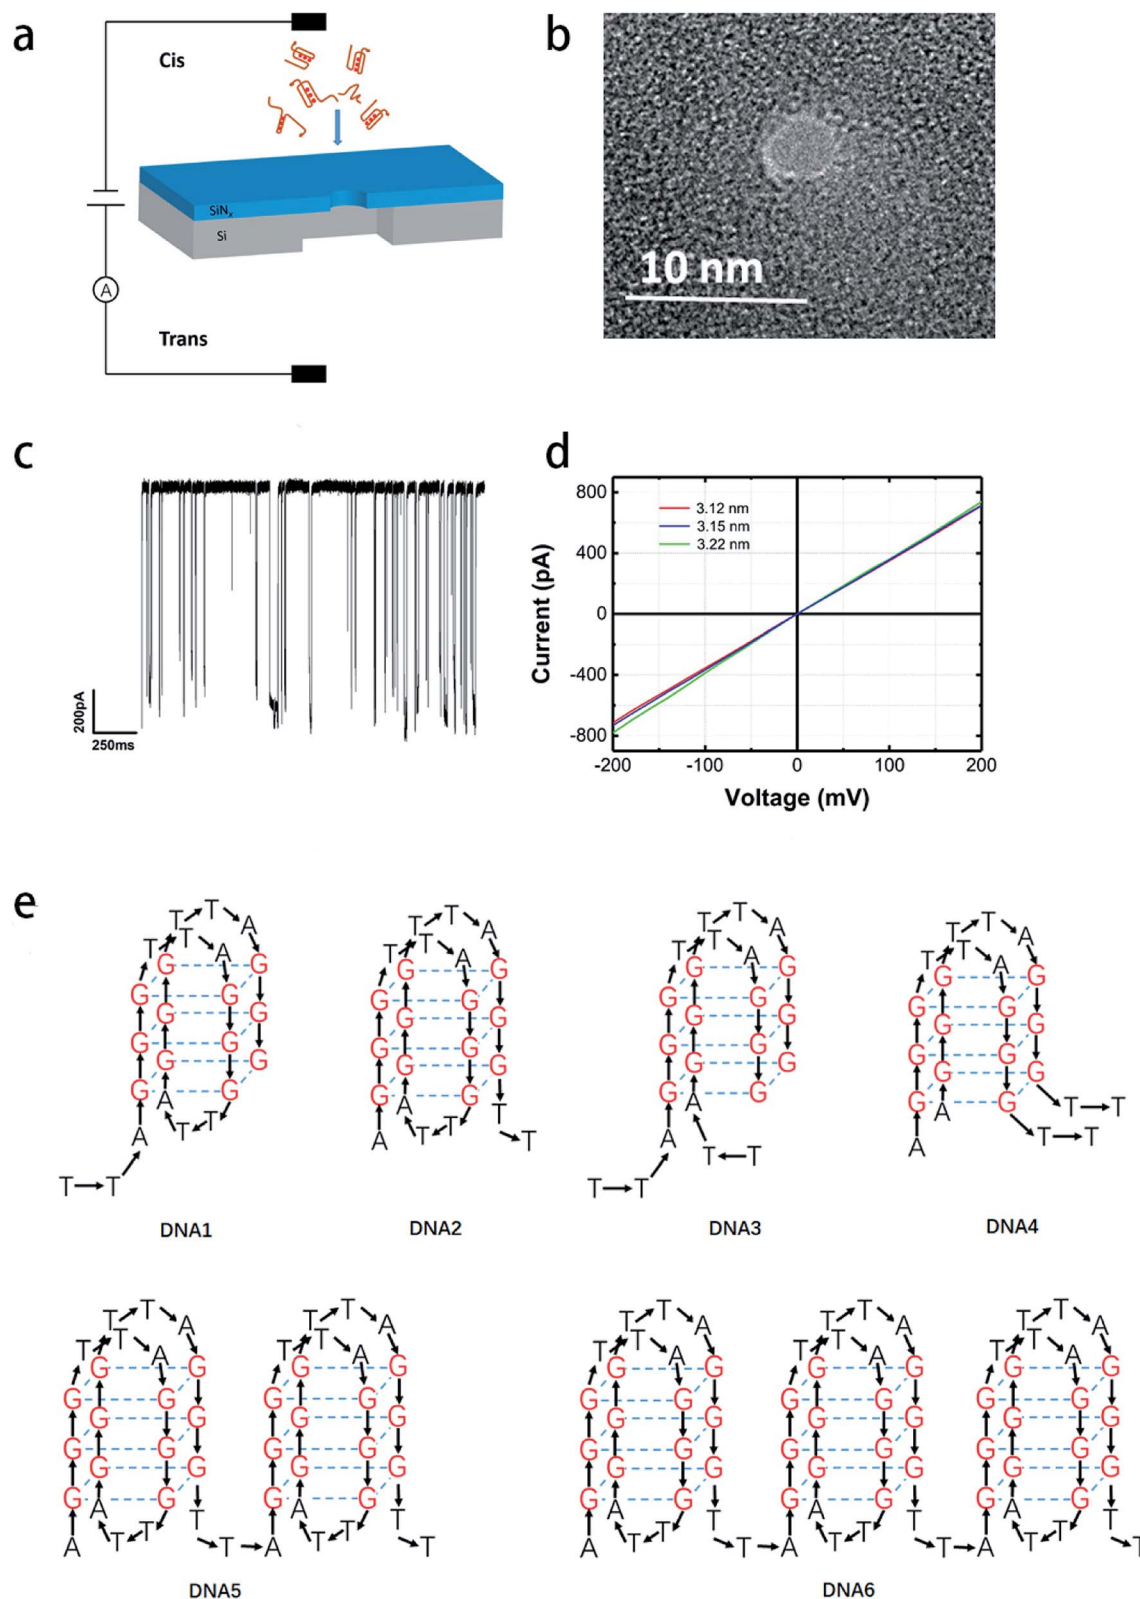 a
Cis
SiNx
Si
A
Trans
b
10 nm
c
200pA
250ms
d
3.12 nm
3.15 nm
3.22 nm
Current (pA)
800
400
0
-400
-800
-200
-100
0
100
200
Voltage (mV)
e
T T A
T T A
G G
G G
G G
G G
G G
G G
A
A T T
T T
DNA1
T T A
T T A
G G
G G
G G
G G
G G
G G
A T
A T T T
DNA2
T T A
T T A
G G
G G
G G
G G
G G
G G
A
A
T T
T T
DNA3
T T A
T T A
G G
G G
G G
G G
G G
G G
A T T
A T T
DNA4
T T A
T T A
G G
G G
G G
G G
G G
G G
A T
A T T T
T T A
T T A
G G
G G
G G
G G
G G
G G
A T
A T T T
DNA5
T T A
T T A
G G
G G
G G
G G
G G
G G
A T
A T T T
T T A
T T A
G G
G G
G G
G G
G G
G G
A T
A T T T
T T A
T T A
G G
G G
G G
G G
G G
G G
A T
A T T T
DNA6